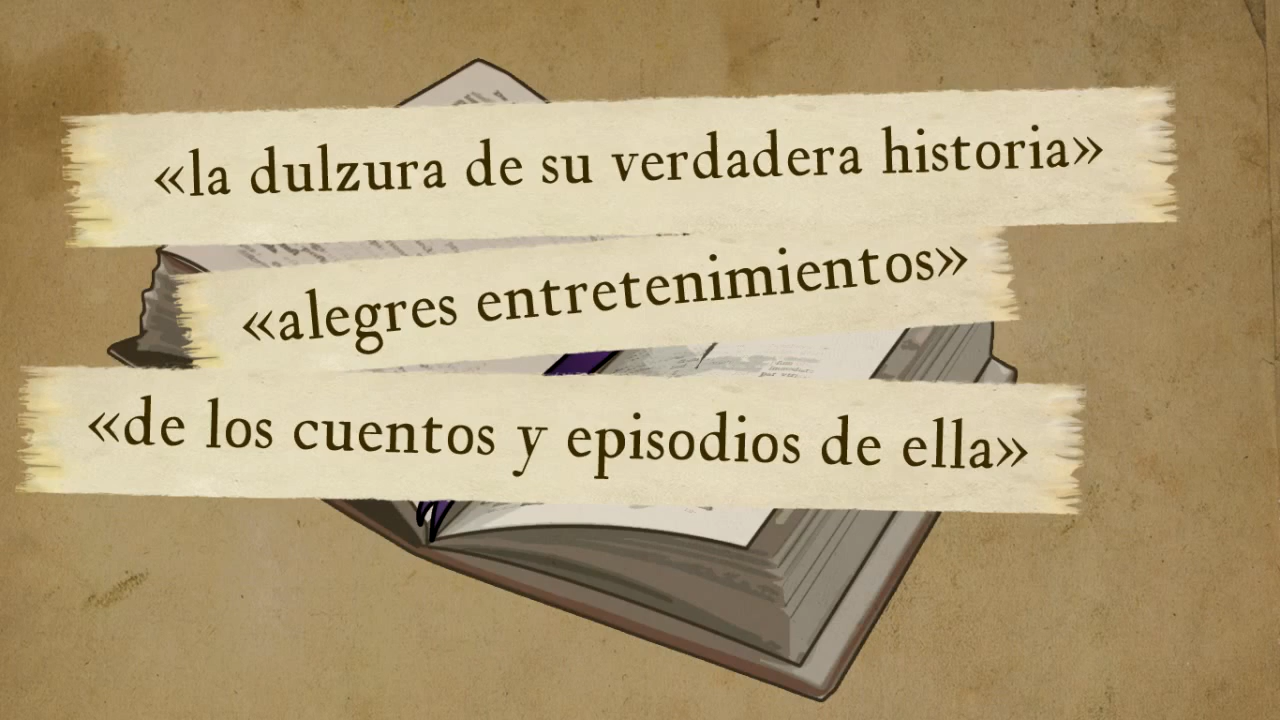 «la dulzura de su verdadera historia»
«alegres entretenimientos»
«de los cuentos y episodios de ella»